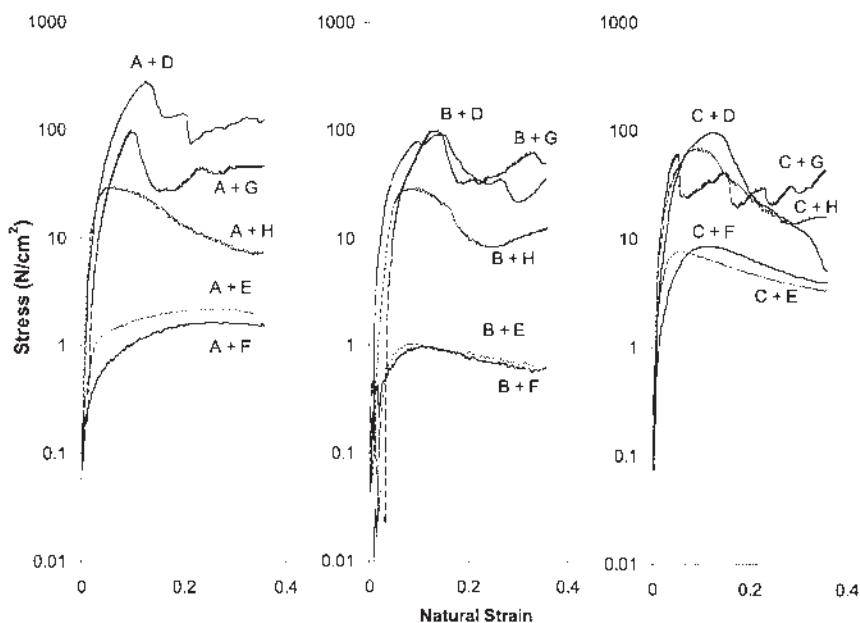 1000
A + D
100
A + G
A + H
10
A + E
1
A + F
0.1
0.01
0
0.2
0.4
Stress (N/cm²)
1000
B + D
B + G
100
B + H
10
B + E
1
B + F
0.1
0.01
0
0.2
0.4
Natural Strain
1000
C + D
100
C + G
C + H
C + F
10
C + E
1
0.1
0.01
0
0.2
0.4